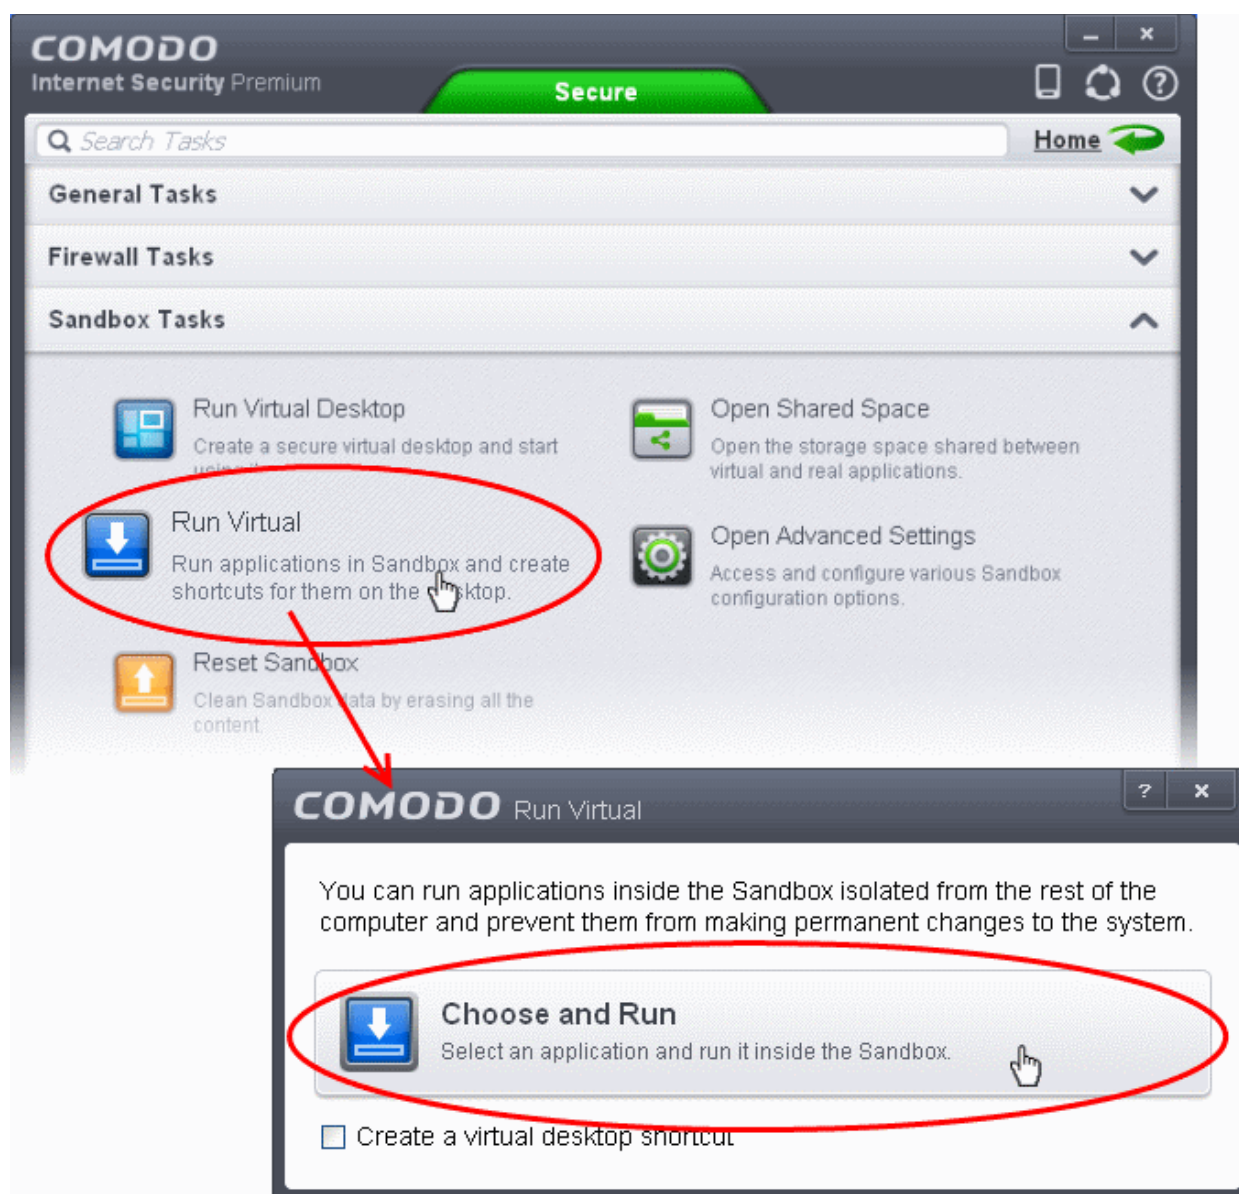 COMODO
Internet Security Premium
Secure
Search Tasks
Home
General Tasks
Firewall Tasks
Sandbox Tasks
Run Virtual Desktop
Create a secure virtual desktop and start
Open Shared Space
Open the storage space shared between
virtual and real applications.
Run Virtual
Run applications in Sandbox and create
shortcuts for them on the
Open Advanced Settings
Access and configure various Sandbox
configuration options.
Reset Sandbox
Clean Sandbox data by erasing all the
content.
COMODO Run Virtual
You can run applications inside the Sandbox isolated from the rest of the
computer and prevent them from making permanent changes to the system.
Choose and Run
Select an application and run it inside the Sandbox.
Create a virtual desktop shortcut